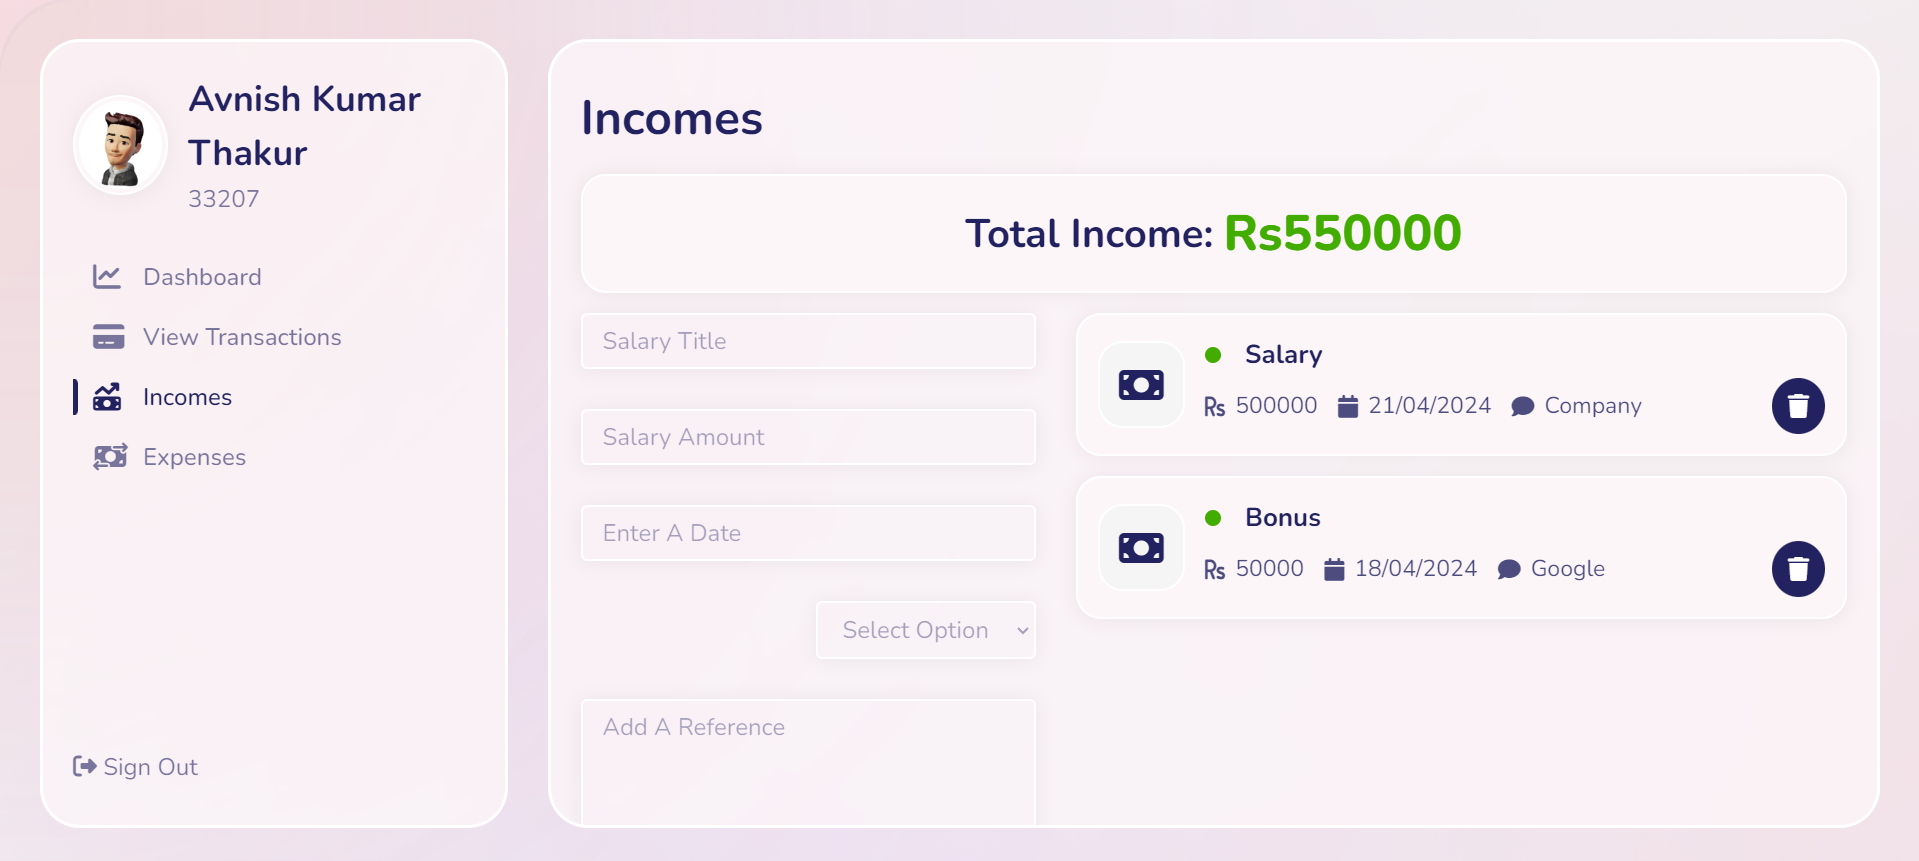 Avnish Kumar
Thakur
33207
Dashboard
View Transactions
Incomes
Expenses
Sign Out
Incomes
Total Income: Rs550000
Salary Title
Salary Amount
Enter A Date
Select Option
Add A Reference
Salary
₨ 500000 21/04/2024 Company
Bonus
₨ 50000 18/04/2024 Google